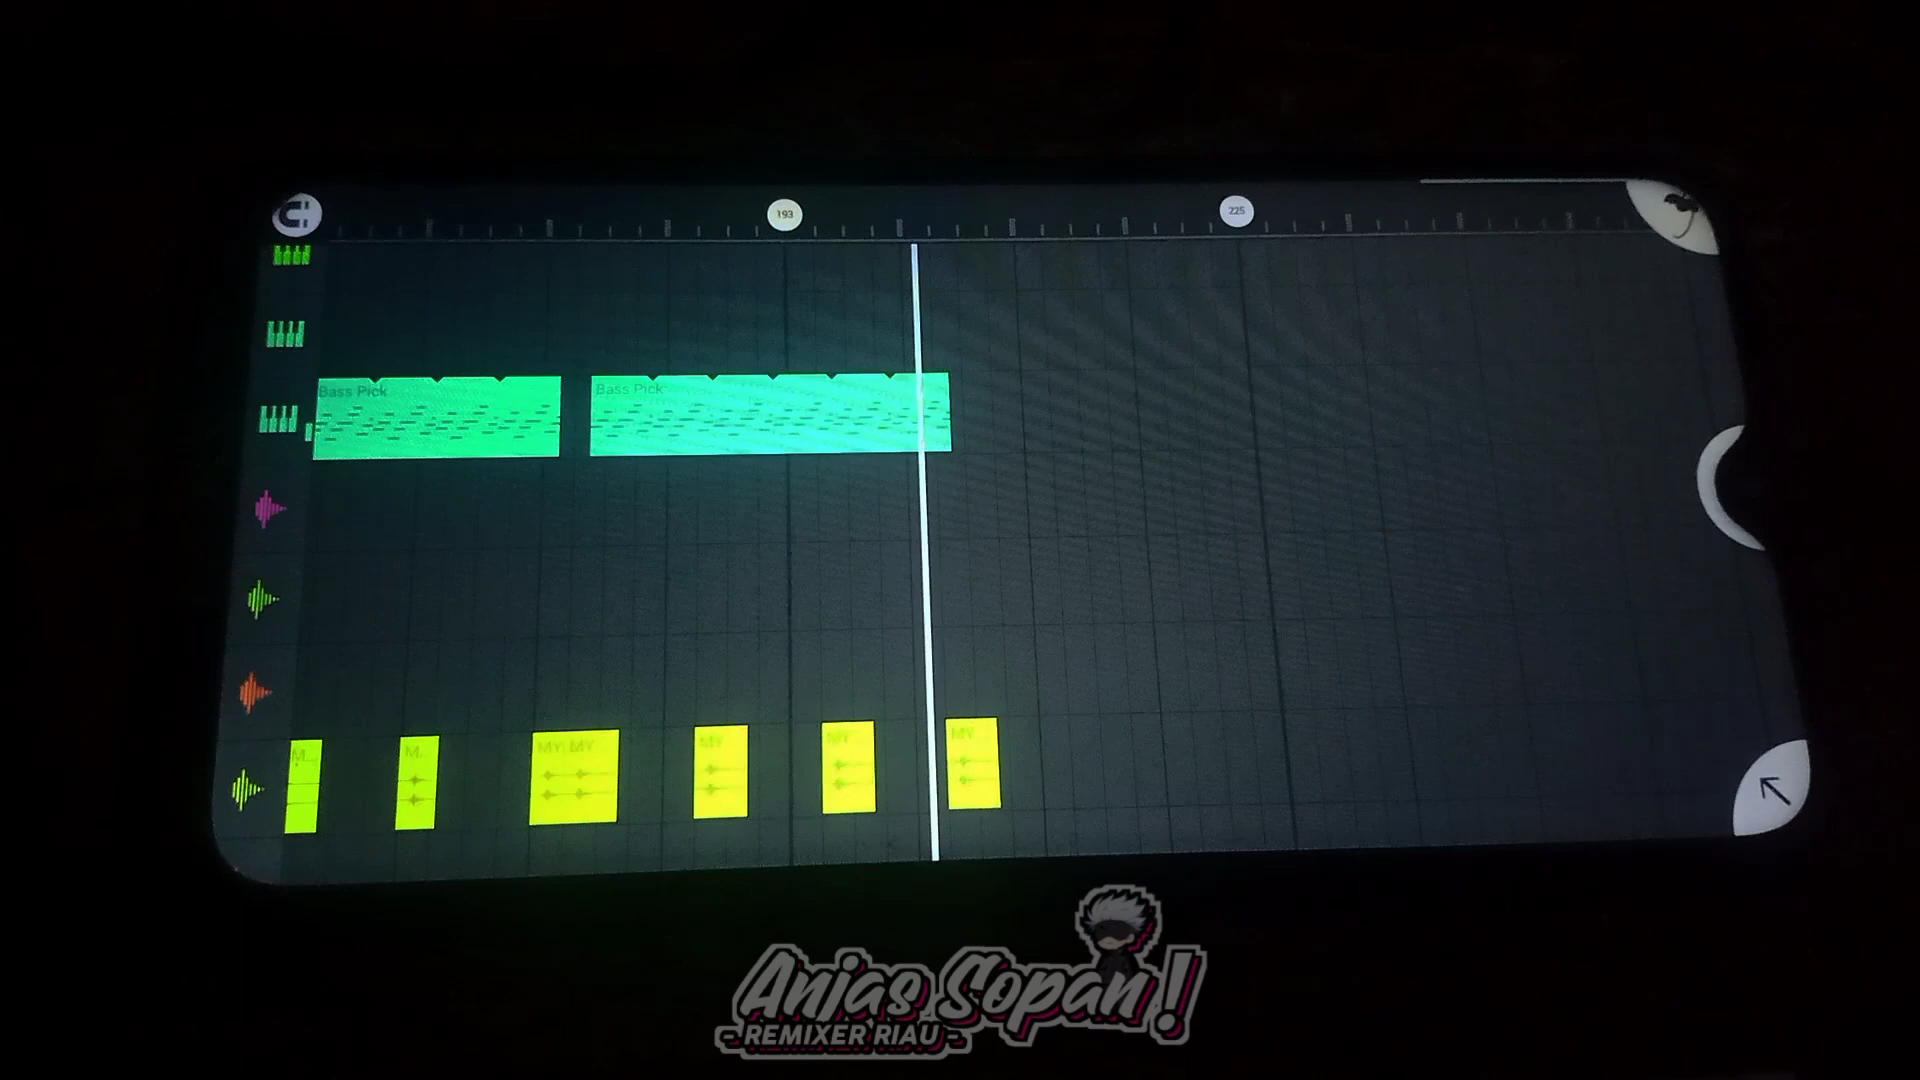 193
225
Bass Pick
Bass Pick
M..
M..
MY MY
MY
MY
MY
Anjas Sopan!
- REMIXER RIAU -